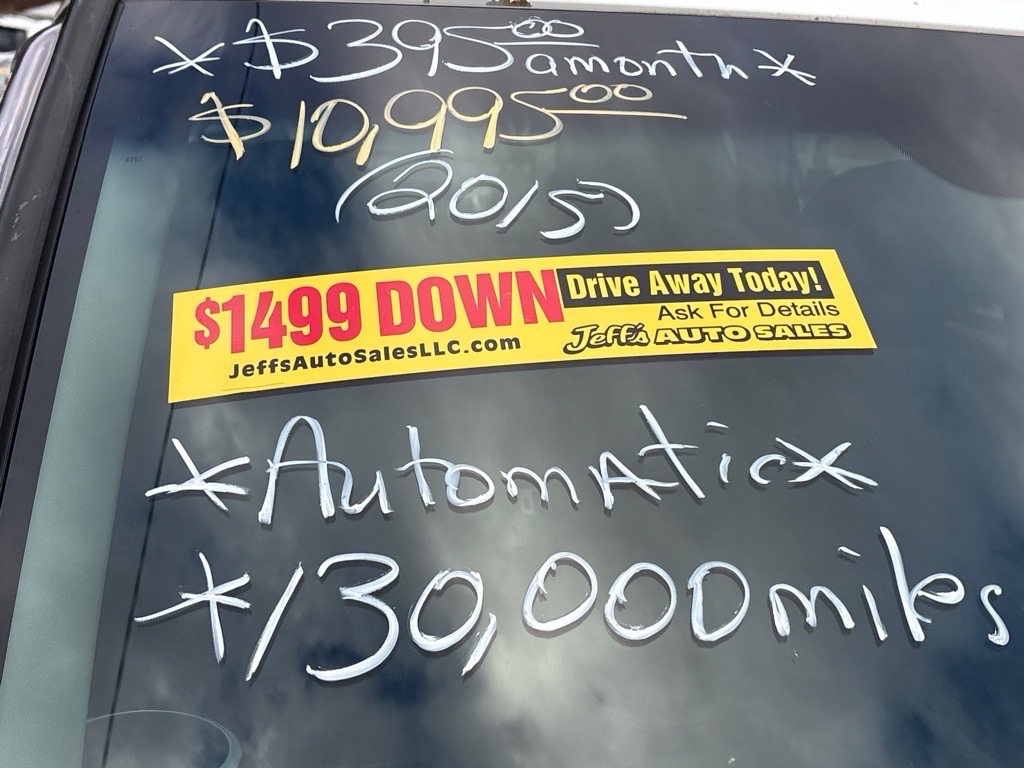 *$395.00 a month*
$10,995.00
(2015)
$1499 DOWN
Drive Away Today!
Ask For Details
JeffsAutoSalesLLC.com
Jeff's AUTO SALES
*Automatic*
*130,000 miles